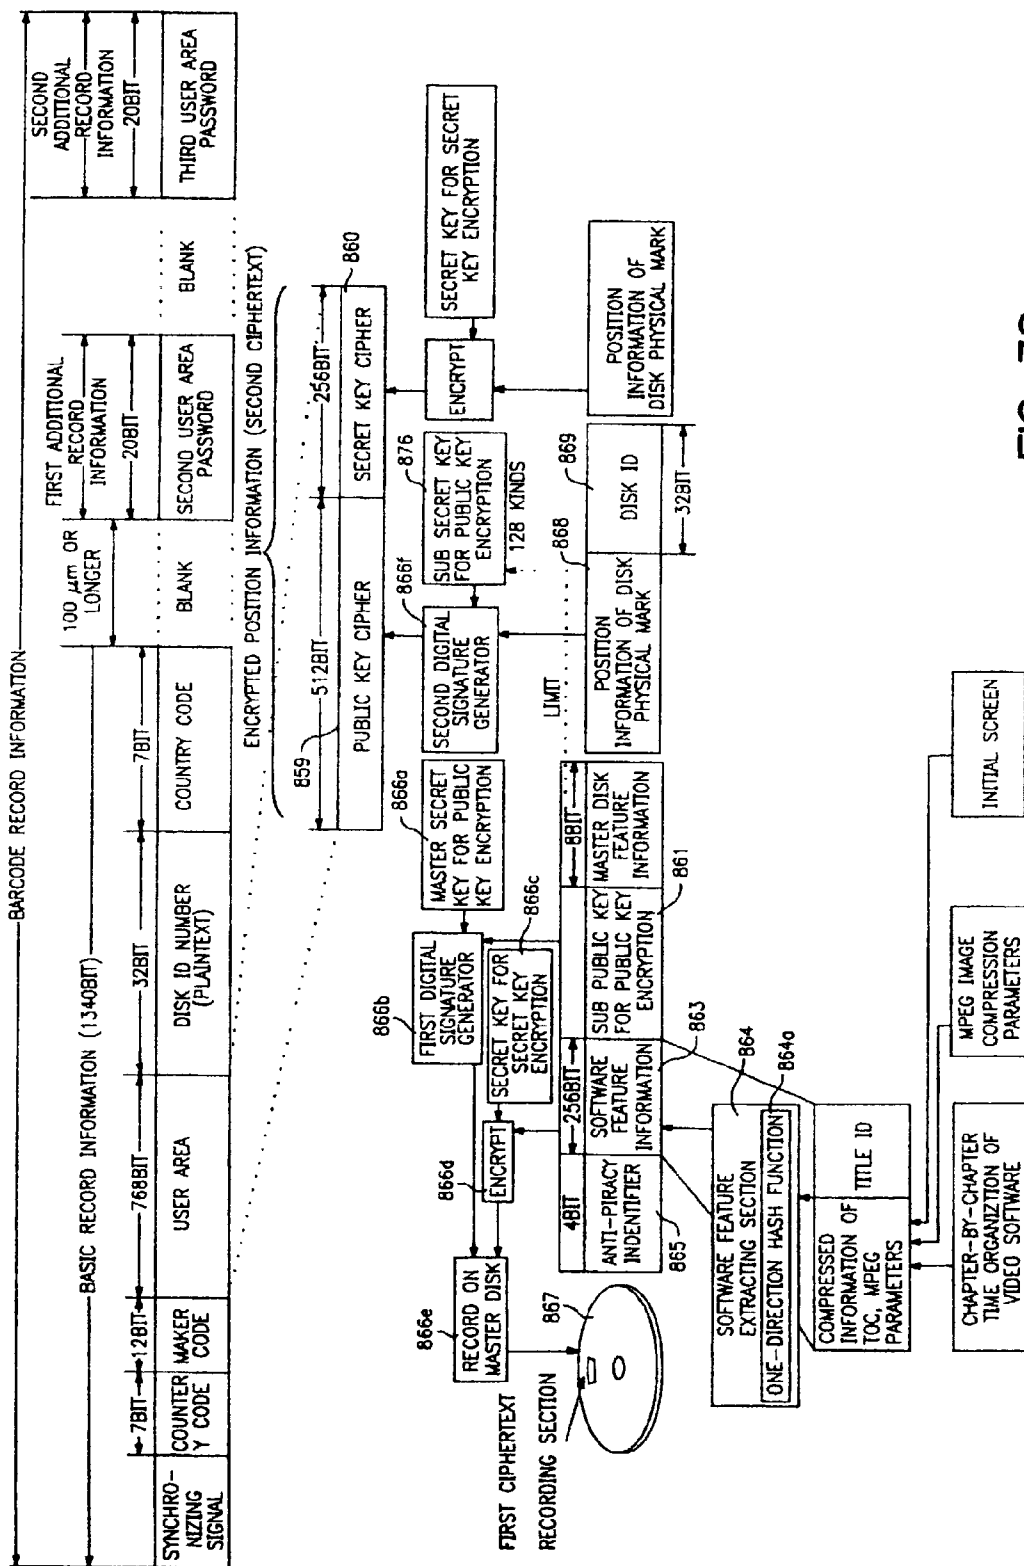 BARCODE RECORD INFORMATION
BASIC RECORD INFORMATION (1340BIT)
100 μm OR
LONGER
FIRST ADDITIONAL
RECORD
INFORMATION
SECOND
ADDITIONAL
RECORD
INFORMATION
7BIT
12BIT
768BIT
32BIT
7BIT
20BIT
20BIT
SYNCHRO-
NIZING
SIGNAL
COUNTER
Y CODE
MAKER
CODE
USER AREA
DISK ID NUMBER
(PLAINTEXT)
COUNTRY CODE
BLANK
SECOND USER AREA
PASSWORD
BLANK
THIRD USER AREA
PASSWORD
ENCRYPTED POSITION INFORMATION (SECOND CIPHERTEXT)
859
512BIT
256BIT
860
PUBLIC KEY CIPHER
SECRET KEY CIPHER
866e
RECORD ON
MASTER DISK
866d
ENCRYPT
866b
FIRST DIGITAL
SIGNATURE
GENERATOR
866c
SECRET KEY FOR
SECRET KEY
ENCRYPTION
866a
MASTER SECRET
KEY FOR PUBLIC
KEY ENCRYPTION
866f
SECOND DIGITAL
SIGNATURE
GENERATOR
876
SUB SECRET KEY
FOR PUBLIC KEY
ENCRYPTION
128 KINDS
ENCRYPT
SECRET KEY FOR SECRET
KEY ENCRYPTION
FIRST CIPHERTEXT
RECORDING SECTION
867
4BIT
256BIT
8BIT
LIMIT
ANTI-PIRACY
INDENTIFIER
865
SOFTWARE
FEATURE
INFORMATION
863
SUB PUBLIC KEY
FOR PUBLIC KEY
ENCRYPTION
861
MASTER DISK
FEATURE
INFORMATION
868
POSITION
INFORMATION OF DISK
PHYSICAL MARK
869
DISK ID
32BIT
POSITION
INFORMATION OF
DISK PHYSICAL MARK
SOFTWARE FEATURE
EXTRACTING SECTION
864
ONE-DIRECTION HASH FUNCTION
864a
COMPRESSED
INFORMATION OF
TOC, MPEG
PARAMETERS
TITLE ID
CHAPTER-BY-CHAPTER
TIME ORGANIZTION OF
VIDEO SOFTWARE
MPEG IMAGE
COMPRESSION
PARAMETERS
INITIAL SCREEN